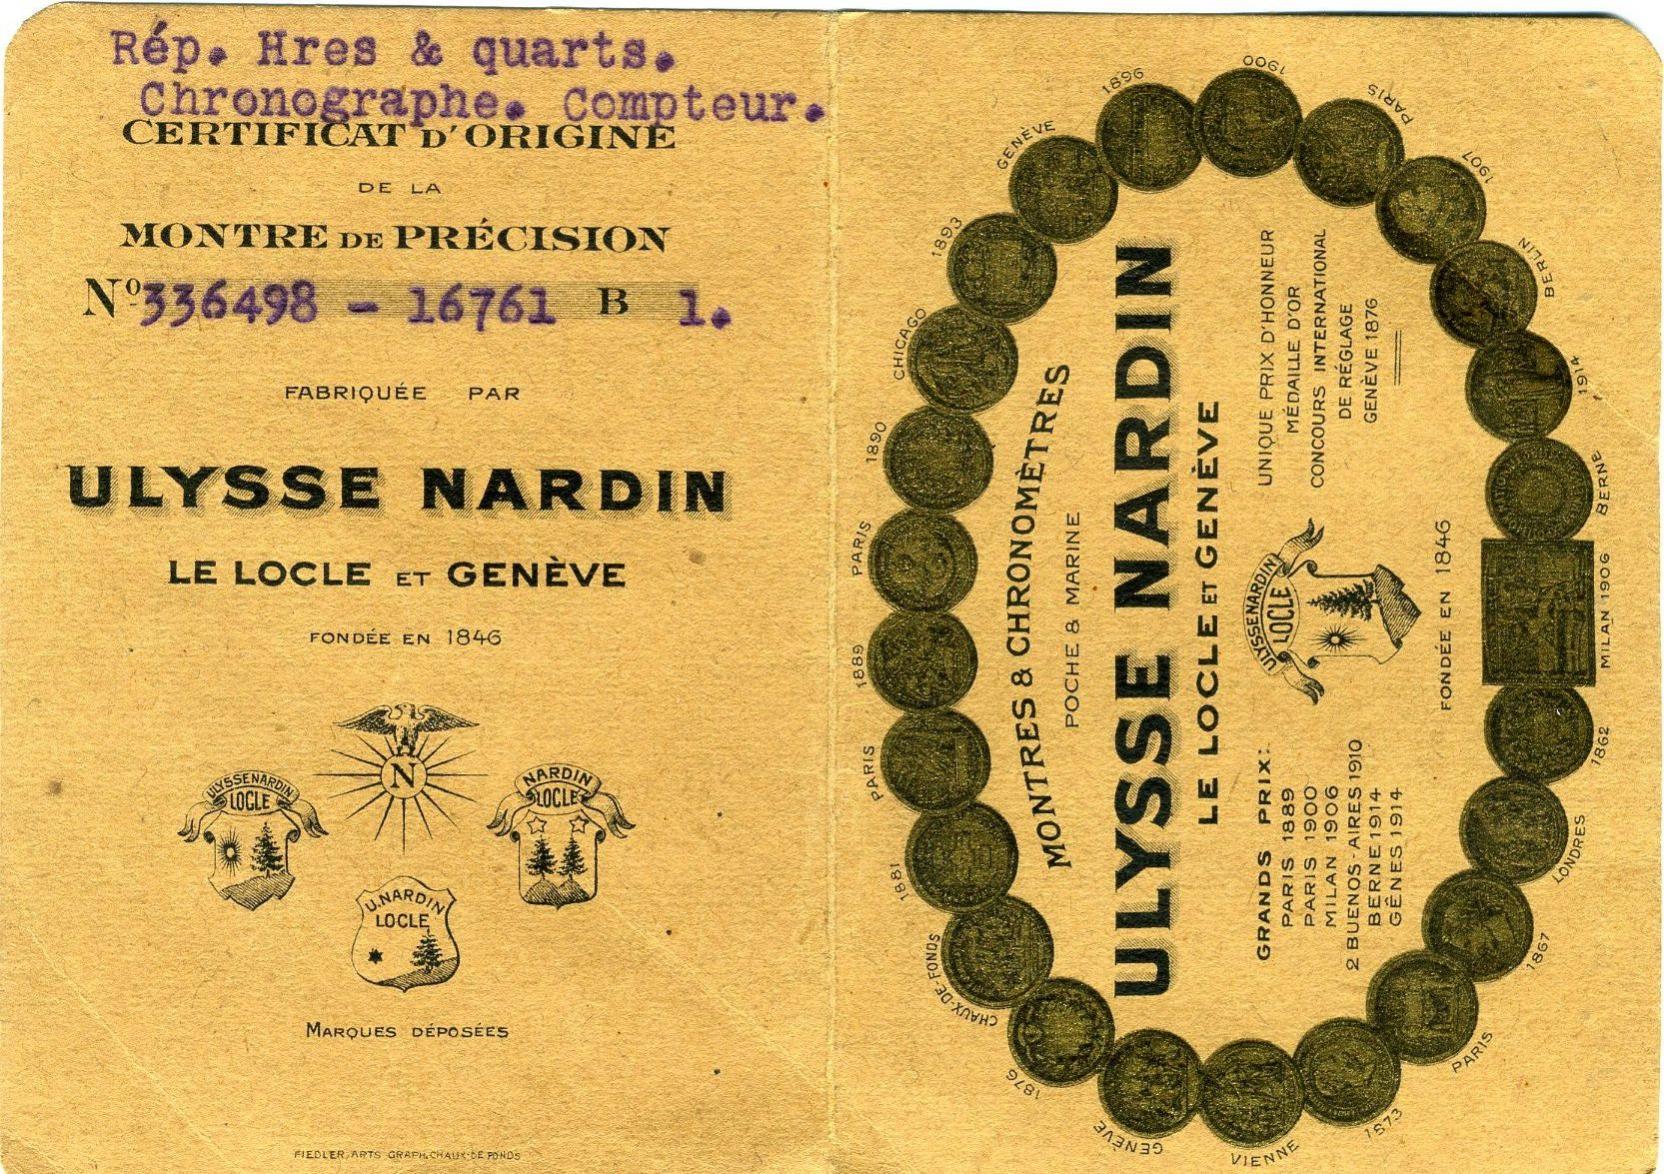 Rép. Hres & quarts.
Chronographe. Compteur.
CERTIFICAT D'ORIGINE
DE LA
MONTRE DE PRÉCISION
Nº 336498 - 16761 B 1.
FABRIQUÉE PAR
ULYSSE NARDIN
LE LOCLE ET GENÈVE
FONDÉE EN 1846
N
ULYSSE NARDIN
LOCLE
NARDIN
LOCLE
U. NARDIN
LOCLE
MARQUES DÉPOSÉES
FIEDLER, ARTS GRAPH. CHAUX-DE FONDS
MONTRES & CHRONOMÈTRES
POCHE & MARINE
ULYSSE NARDIN
LE LOCLE ET GENÈVE
GRANDS PRIX:
PARIS 1889
PARIS 1900
MILAN 1906
2 BUENOS-AIRES 1910
BERNE 1914
GÊNES 1914
ULYSSE NARDIN
LOCLE
UNIQUE PRIX D'HONNEUR
MÉDAILLE D'OR
CONCOURS INTERNATIONAL
DE RÉGLAGE
GENÈVE 1876
FONDÉE EN 1846
MILAN 1906
1862
LONDRES
1867
PARIS
1873
VIENNE
GENÈVE
1876
CHAUX-DE-FONDS
1881
PARIS
1889
PARIS
1890
CHICAGO
1893
GENÈVE
1896
1900
PARIS
1907
BERLIN
1914
BERNE